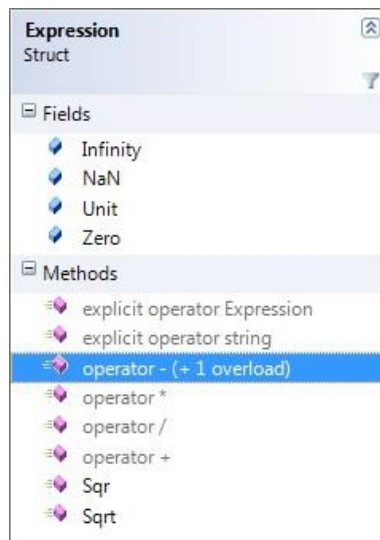 Expression
Struct
Fields
Infinity
NaN
Unit
Zero
Methods
explicit operator Expression
explicit operator string
operator - (+ 1 overload)
operator *
operator /
operator +
Sqr
Sqrt